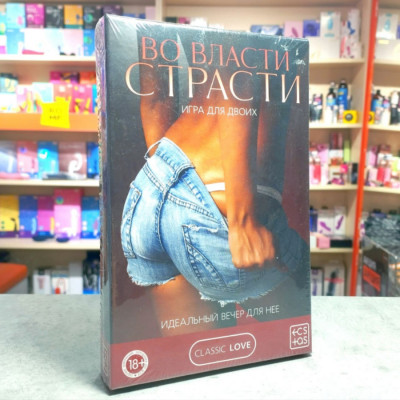 ВО ВЛАСТИ
СТРАСТИ
ИГРА ДЛЯ ДВОИХ
ИДЕАЛЬНЫЙ ВЕЧЕР ДЛЯ НЕЕ
CLASSIC LOVE
18+